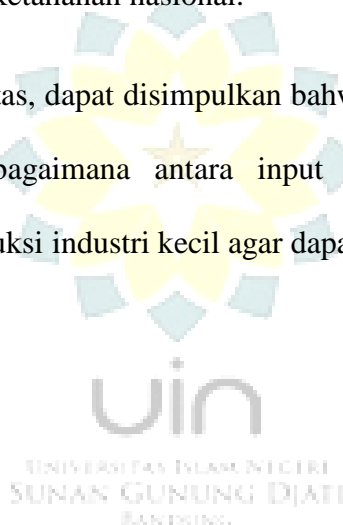 ketahanan nasional.
tas, dapat disimpulkan bahw
bagaimana antara input
uksi industri kecil agar dapa
uin
UNIVERSITAS ISLAM NEGERI
SUNAN GUNUNG DJATI
BANDUNG